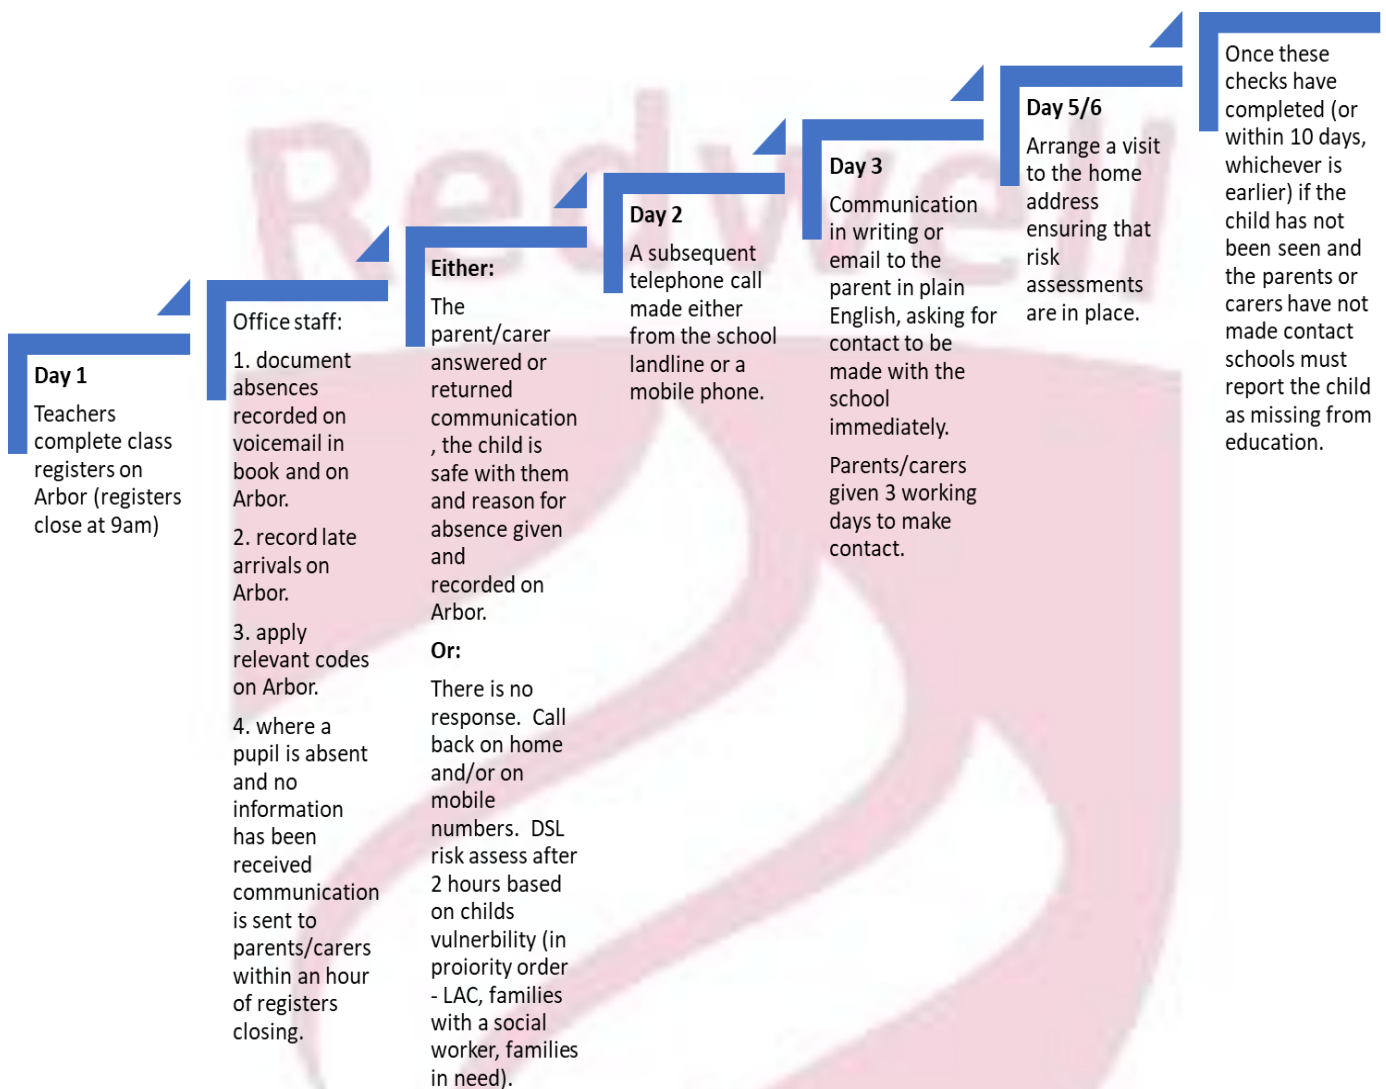 Redwell
Day 1
Teachers
complete class
registers on
Arbor (registers
close at 9am)
Office staff:
1. document
absences
recorded on
voicemail in
book and on
Arbor.
2. record late
arrivals on
Arbor.
3. apply
relevant codes
on Arbor.
4. where a
pupil is absent
and no
information
has been
received
communication
is sent to
parents/carers
within an hour
of registers
closing.
Either:
The
parent/carer
answered or
returned
communication
, the child is
safe with them
and reason for
absence given
and
recorded on
Arbor.
Or:
There is no
response.  Call
back on home
and/or on
mobile
numbers.  DSL
risk assess after
2 hours based
on childs
vulnerbility (in
proiority order
- LAC, families
with a social
worker, families
in need).
Day 2
A subsequent
telephone call
made either
from the school
landline or a
mobile phone.
Day 3
Communication
in writing or
email to the
parent in plain
English, asking for
contact to be
made with the
school
immediately.
Parents/carers
given 3 working
days to make
contact.
Day 5/6
Arrange a visit
to the home
address
ensuring that
risk
assessments
are in place.
Once these
checks have
completed (or
within 10 days,
whichever is
earlier) if the
child has not
been seen and
the parents or
carers have not
made contact
schools must
report the child
as missing from
education.